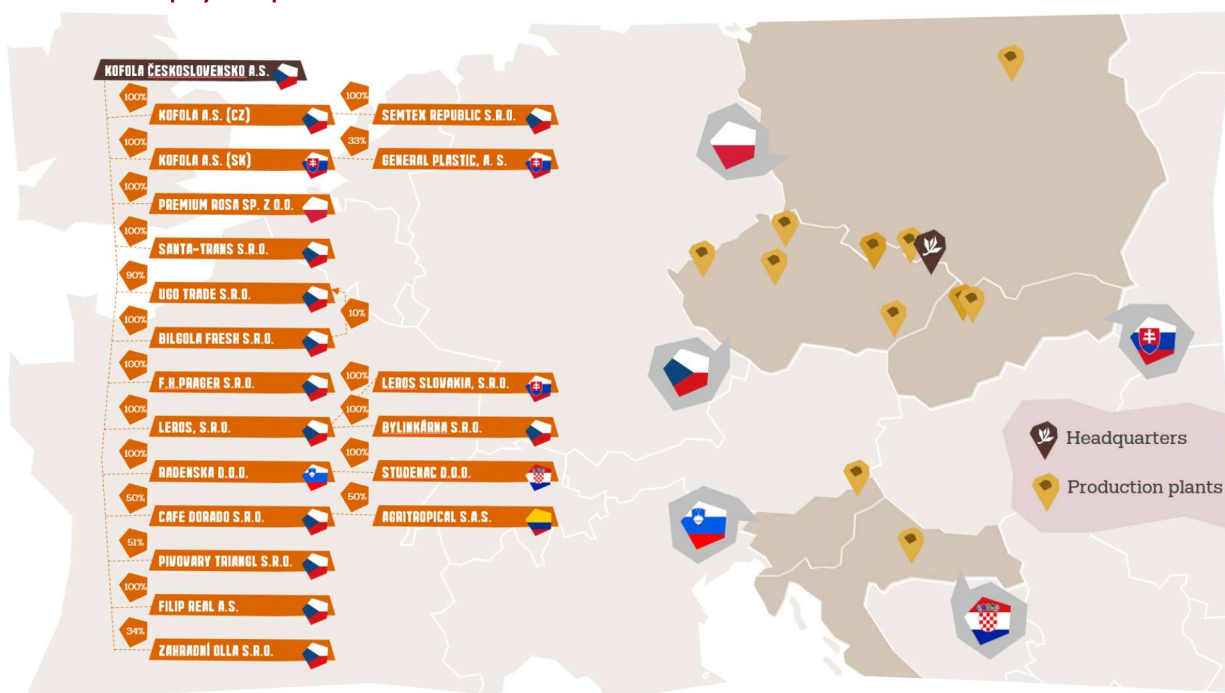 KOFOLA ČESKOSLOVENSKO A.S.
100%
KOFOLA A.S. (CZ)
100%
SEMTEX REPUBLIC S.R.O.
100%
KOFOLA A.S. (SK)
33%
GENERAL PLASTIC, A. S.
100%
PREMIUM ROSA SP. Z O.O.
100%
SANTA-TRANS S.R.O.
90%
UGO TRADE S.R.O.
10%
100%
BILGOLA FRESH S.R.O.
100%
F.H.PRAGER S.R.O.
100%
LEROS SLOVAKIA, S.R.O.
100%
LEROS, S.R.O.
100%
BYLINKÁRNA S.R.O.
100%
RADENSKA D.O.O.
100%
STUDENAC D.O.O.
50%
CAFE DORADO S.R.O.
50%
AGRITROPICAL S.A.S.
51%
PIVOVARY TRIANGL S.R.O.
100%
FILIP REAL A.S.
34%
ZAHRADNÍ OLLA S.R.O.
Headquarters
Production plants